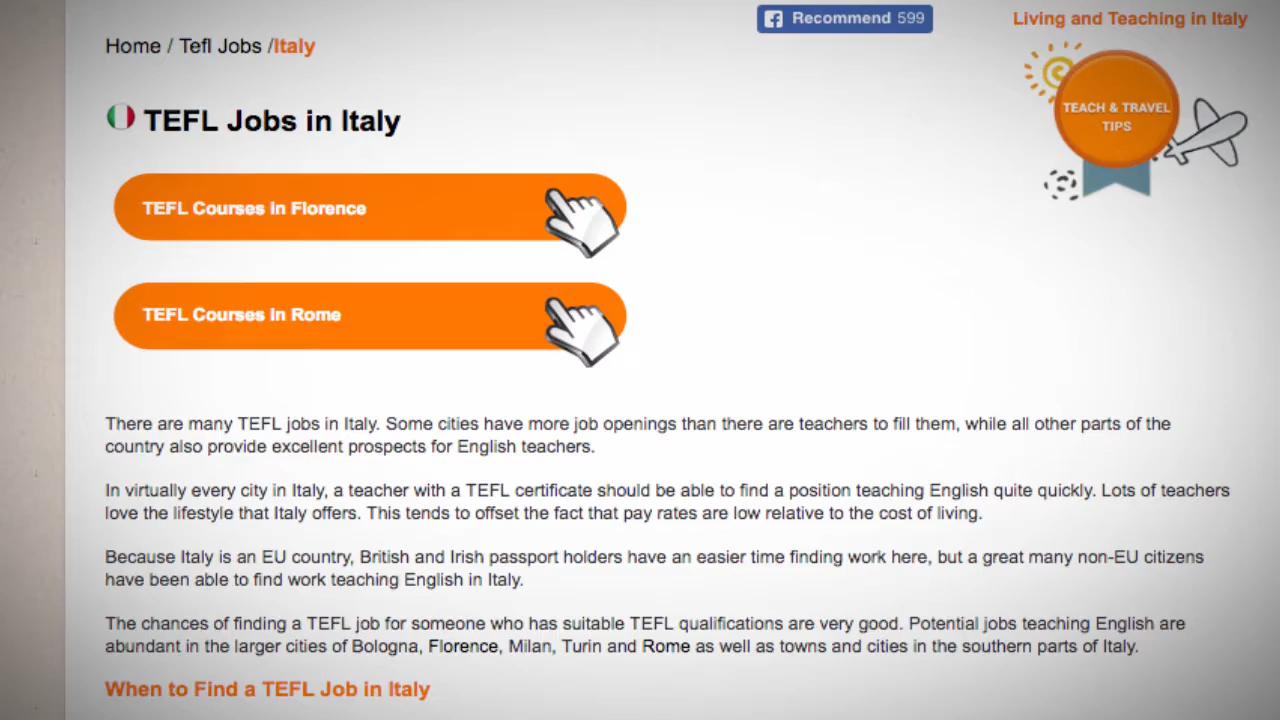 Recommend 599
Living and Teaching in Italy
Home / Tefl Jobs /Italy
TEACH & TRAVEL
TIPS
TEFL Jobs in Italy
TEFL Courses in Florence
TEFL Courses in Rome
There are many TEFL jobs in Italy. Some cities have more job openings than there are teachers to fill them, while all other parts of the
country also provide excellent prospects for English teachers.
In virtually every city in Italy, a teacher with a TEFL certificate should be able to find a position teaching English quite quickly. Lots of teachers
love the lifestyle that Italy offers. This tends to offset the fact that pay rates are low relative to the cost of living.
Because Italy is an EU country, British and Irish passport holders have an easier time finding work here, but a great many non-EU citizens
have been able to find work teaching English in Italy.
The chances of finding a TEFL job for someone who has suitable TEFL qualifications are very good. Potential jobs teaching English are
abundant in the larger cities of Bologna, Florence, Milan, Turin and Rome as well as towns and cities in the southern parts of Italy.
When to Find a TEFL Job in Italy